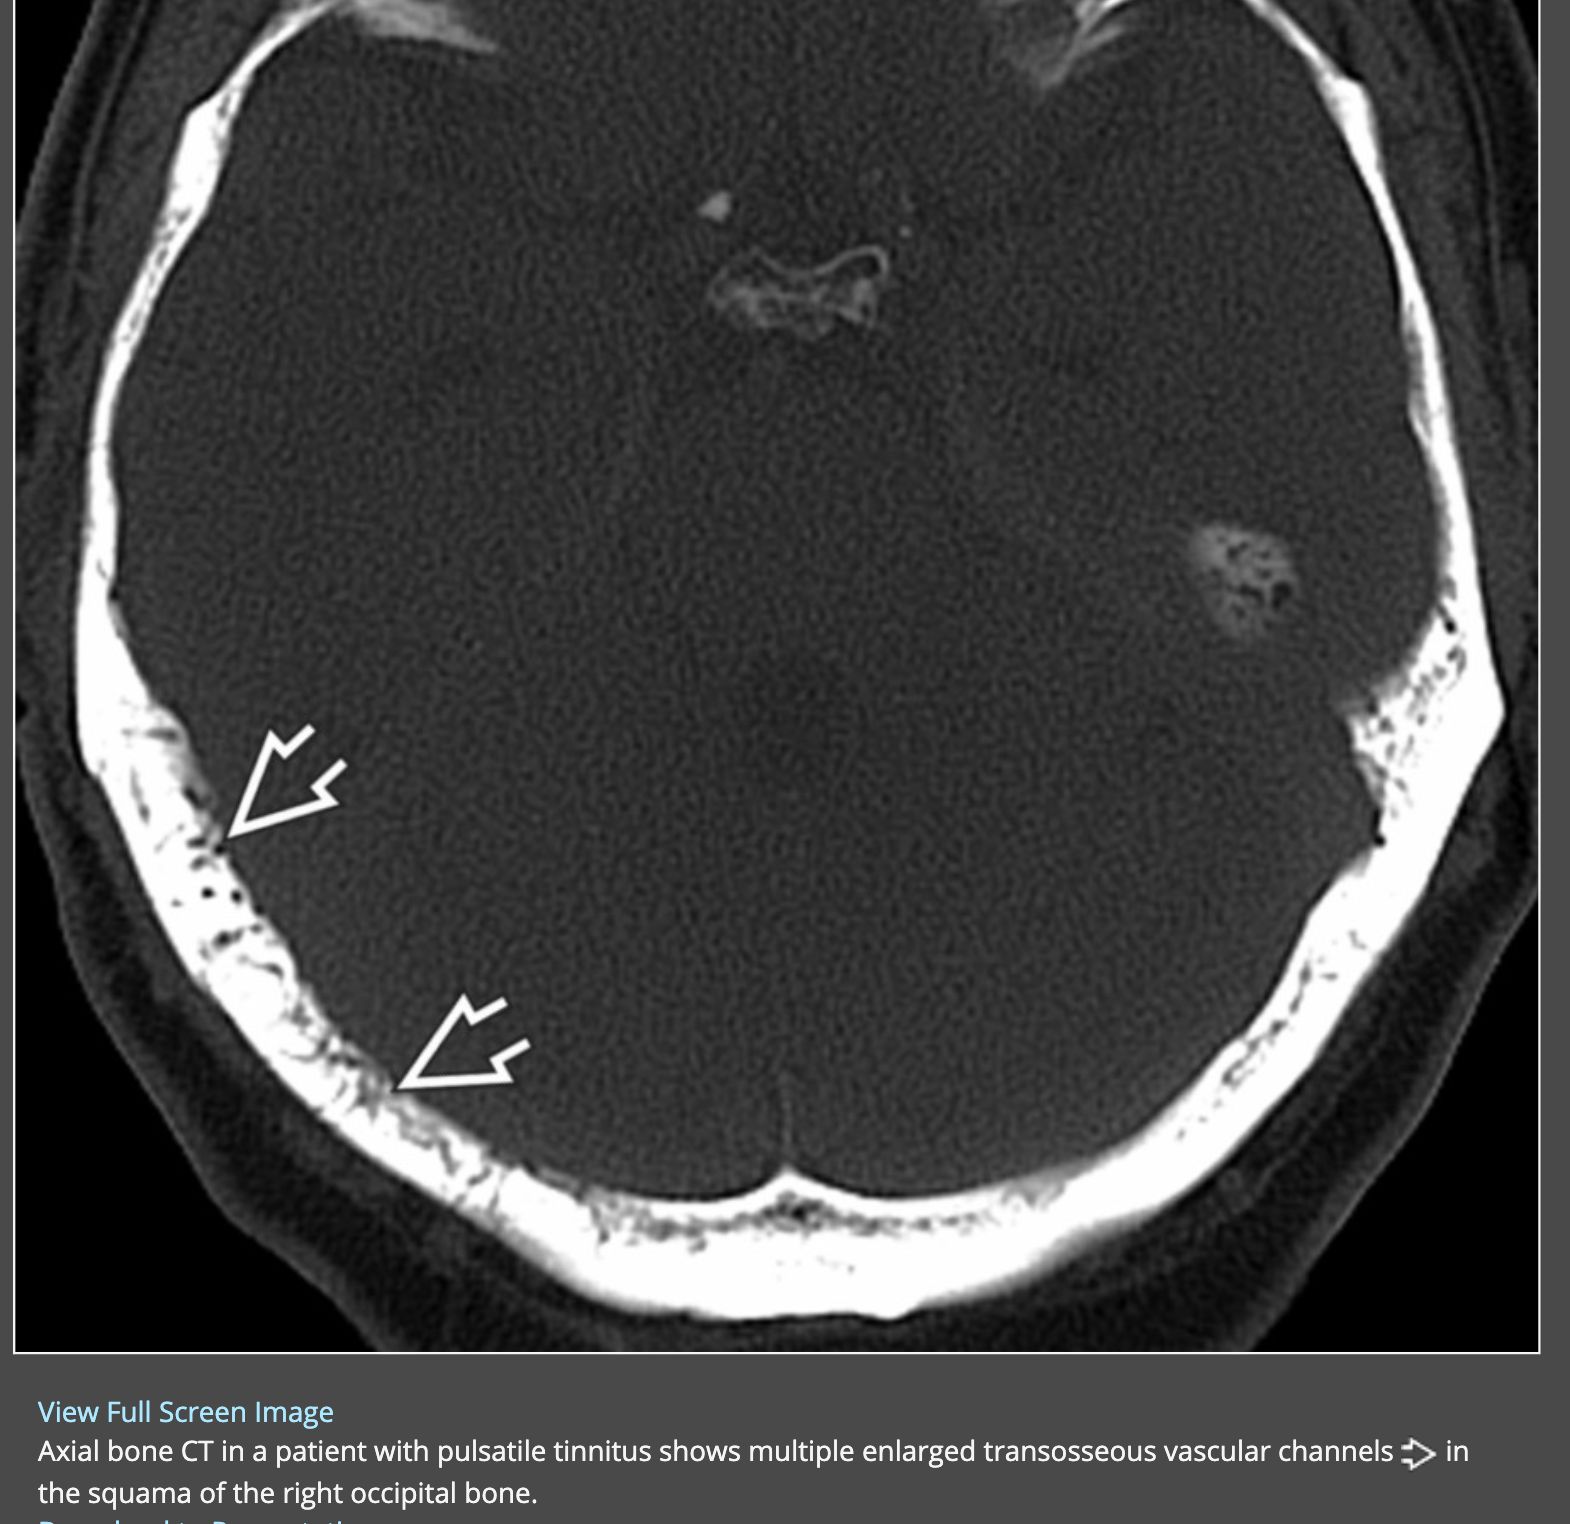 View Full Screen Image
Axial bone CT in a patient with pulsatile tinnitus shows multiple enlarged transosseous vascular channels in
the squama of the right occipital bone.